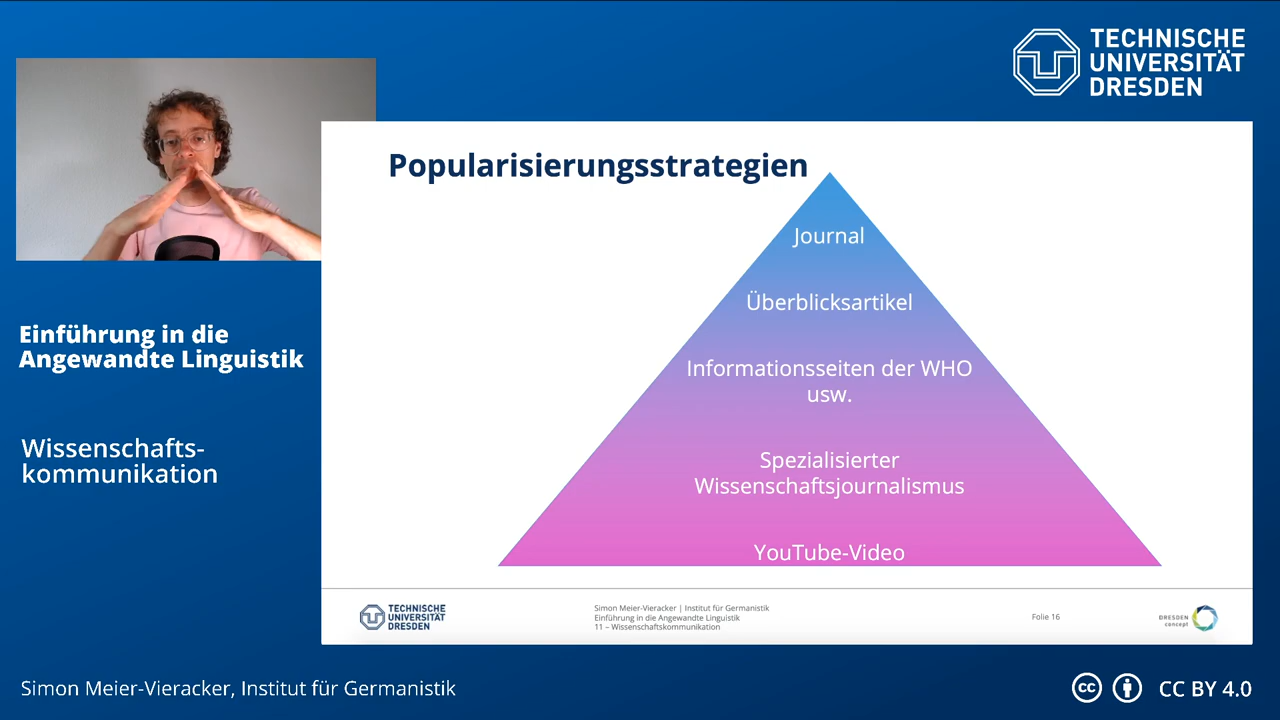 TECHNISCHE
UNIVERSITÄT
DRESDEN
Popularisierungsstrategien
Journal
Überblicksartikel
Informationsseiten der WHO
usw.
Spezialisierter
Wissenschaftsjournalismus
YouTube-Video
Einführung in die
Angewandte Linguistik
Wissenschafts-
kommunikation
TECHNISCHE
UNIVERSITÄT
DRESDEN
Simon Meier-Vieracker | Institut für Germanistik
Einführung in die Angewandte Linguistik
11 – Wissenschaftskommunikation
Folie 16
DRESDEN
concept
Simon Meier-Vieracker, Institut für Germanistik
cc
CC BY 4.0